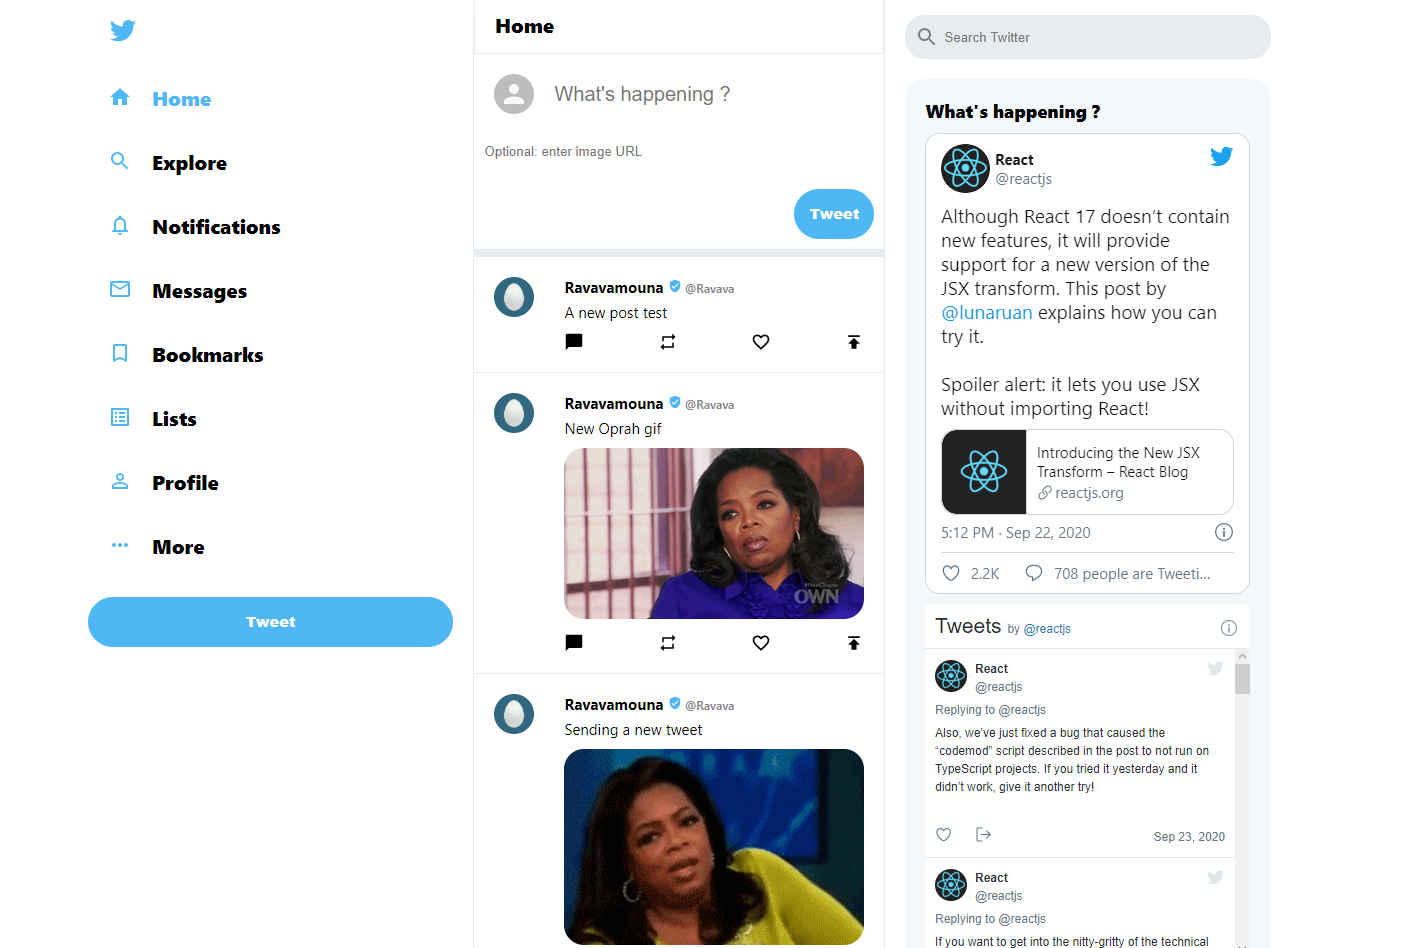 Home
Explore
Notifications
Messages
Bookmarks
Lists
Profile
More
Tweet
Home
What's happening ?
Optional: enter image URL
Tweet
Ravavamouna @Ravava
A new post test
Ravavamouna @Ravava
New Oprah gif
#NextChapter
OWN
Ravavamouna @Ravava
Sending a new tweet
Search Twitter
What's happening ?
React
@reactjs
Although React 17 doesn’t contain
new features, it will provide
support for a new version of the
JSX transform. This post by
@lunaruan explains how you can
try it.
Spoiler alert: it lets you use JSX
without importing React!
Introducing the New JSX
Transform – React Blog
reactjs.org
5:12 PM · Sep 22, 2020
2.2K 708 people are Tweeti...
Tweets by @reactjs
React
@reactjs
Replying to @reactjs
Also, we’ve just fixed a bug that caused the
“codemod” script described in the post to not run on
TypeScript projects. If you tried it yesterday and it
didn’t work, give it another try!
Sep 23, 2020
React
@reactjs
Replying to @reactjs
If you want to get into the nitty-gritty of the technical